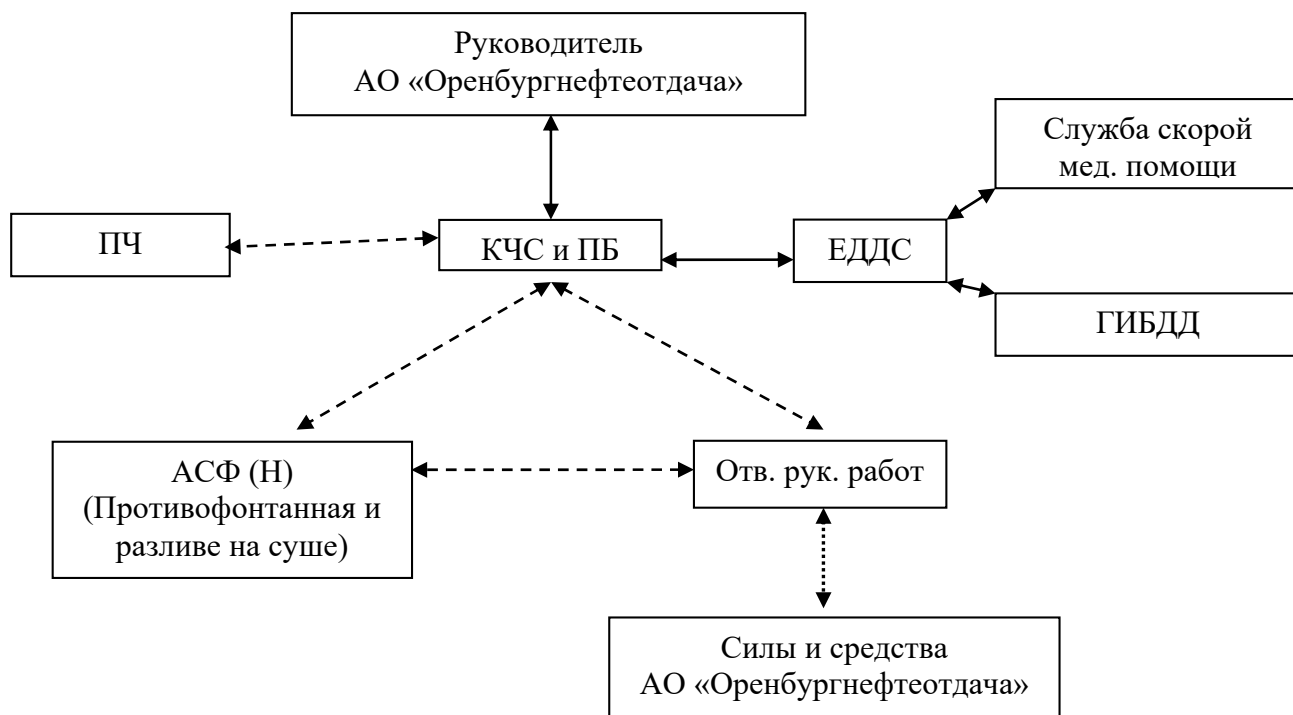 Руководитель
АО «Оренбургнефтеотдача»
Служба скорой
мед. помощи
ПЧ
КЧС и ПБ
ЕДДС
ГИБДД
АСФ (Н)
(Противофонтанная и
разливе на суше)
Отв. рук. работ
Силы и средства
АО «Оренбургнефтеотдача»